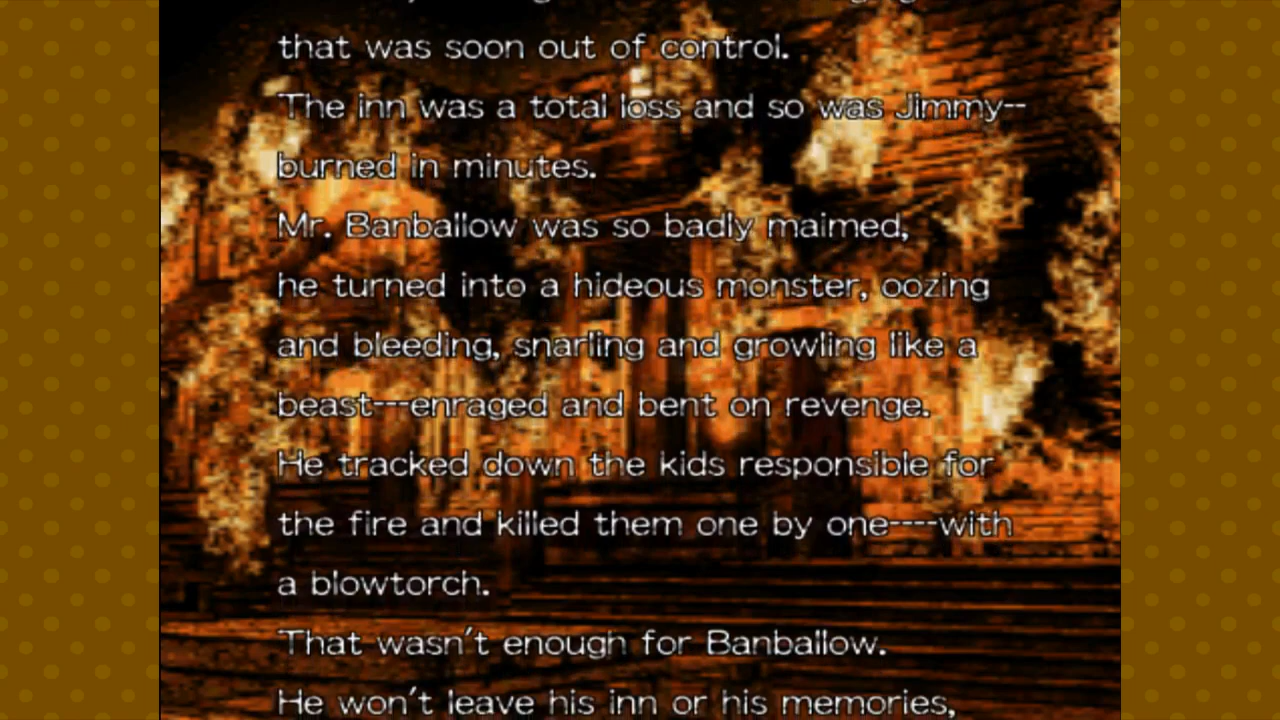 that was soon out of control.
The inn was a total loss and so was Jimmy--
burned in minutes.
Mr. Banballow was so badly maimed,
he turned into a hideous monster, oozing
and bleeding, snarling and growling like a
beast---enraged and bent on revenge.
He tracked down the kids responsible for
the fire and killed them one by one----with
a blowtorch.
That wasn't enough for Banballow.
He won't leave his inn or his memories,